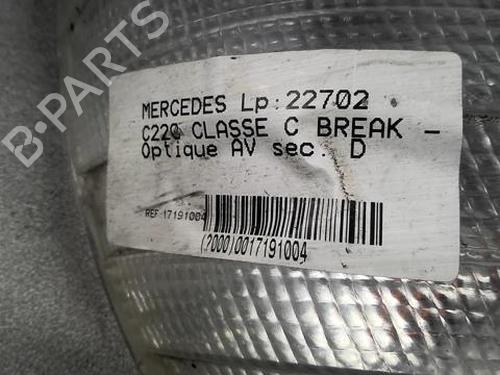 MERCEDES Lp:22702
C220 CLASSE C BREAK –
Optique AV sec. D
REF 17191004
(2000)0017191004
B-PARTS